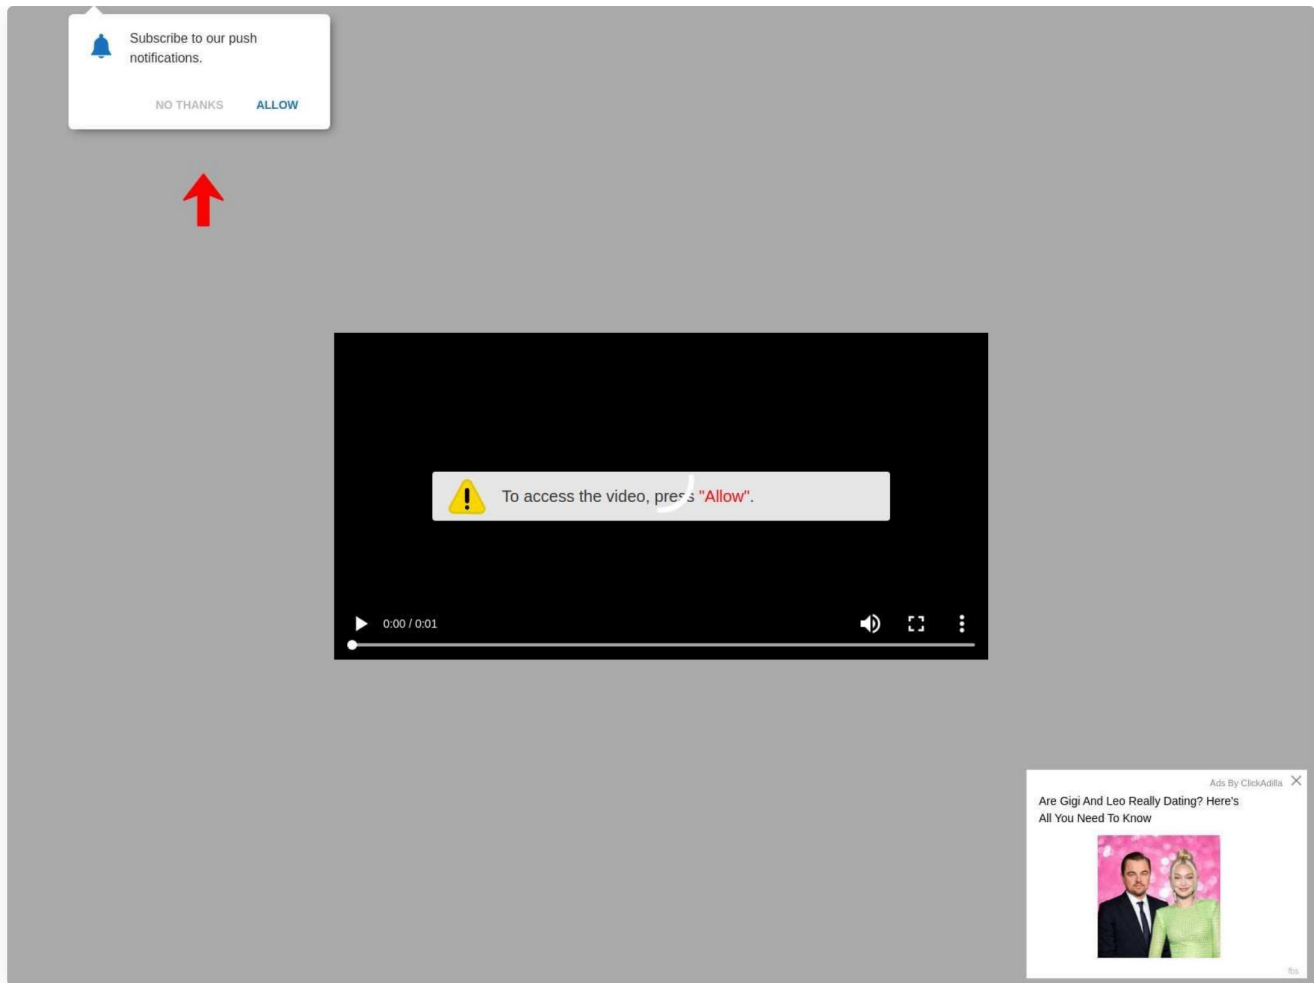 Subscribe to our push
notifications.
NO THANKS ALLOW
To access the video, press "Allow".
0:00 / 0:01
Ads By ClickAdilla
Are Gigi And Leo Really Dating? Here's
All You Need To Know